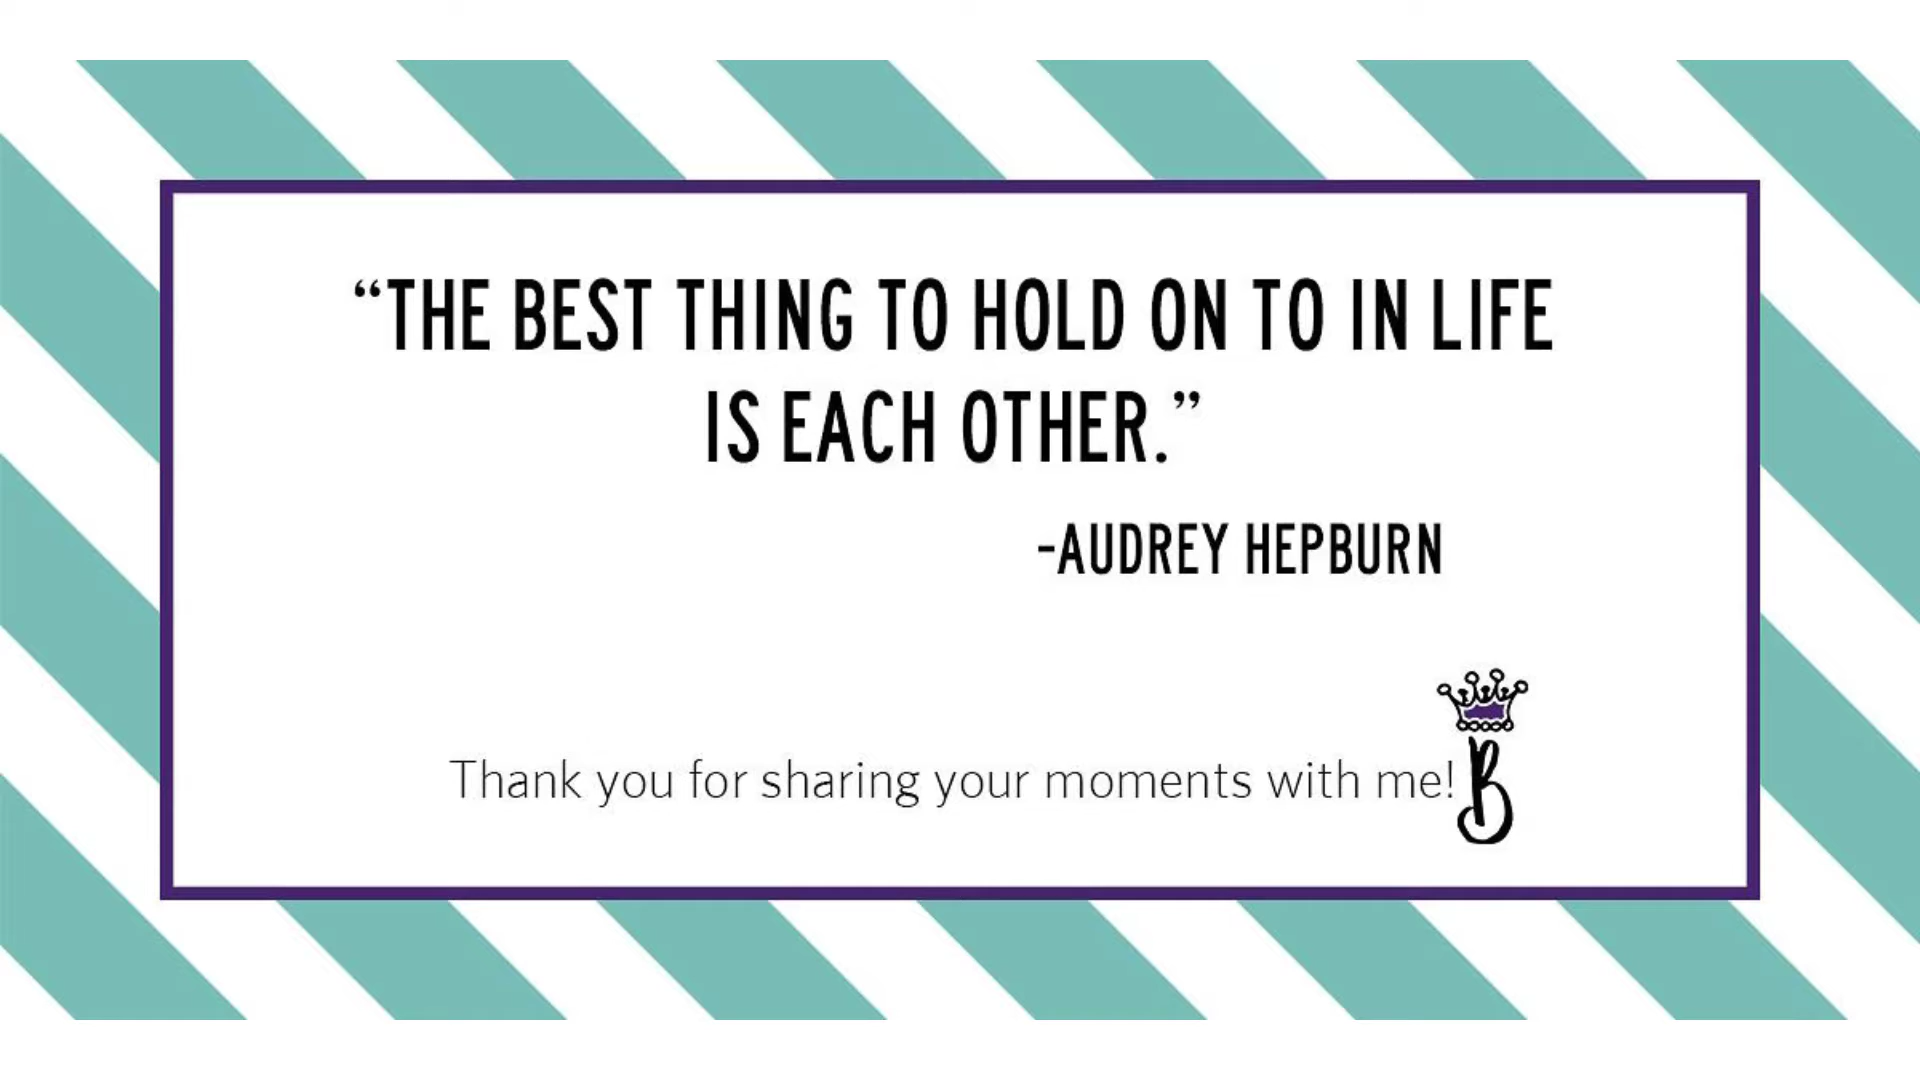 “THE BEST THING TO HOLD ON TO IN LIFE
IS EACH OTHER.”
-AUDREY HEPBURN
Thank you for sharing your moments with me!
B